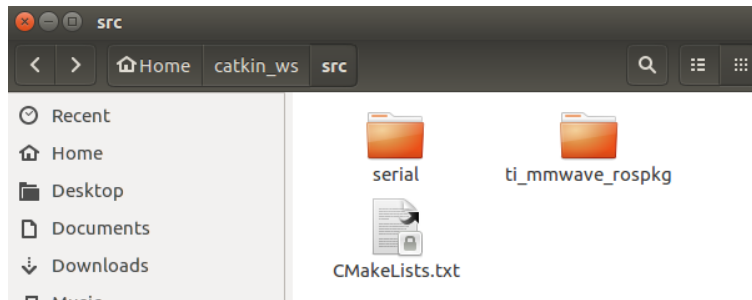 src
Home catkin_ws src
Recent
Home
Desktop
Documents
Downloads
serial ti_mmwave_rospkg
CMakeLists.txt